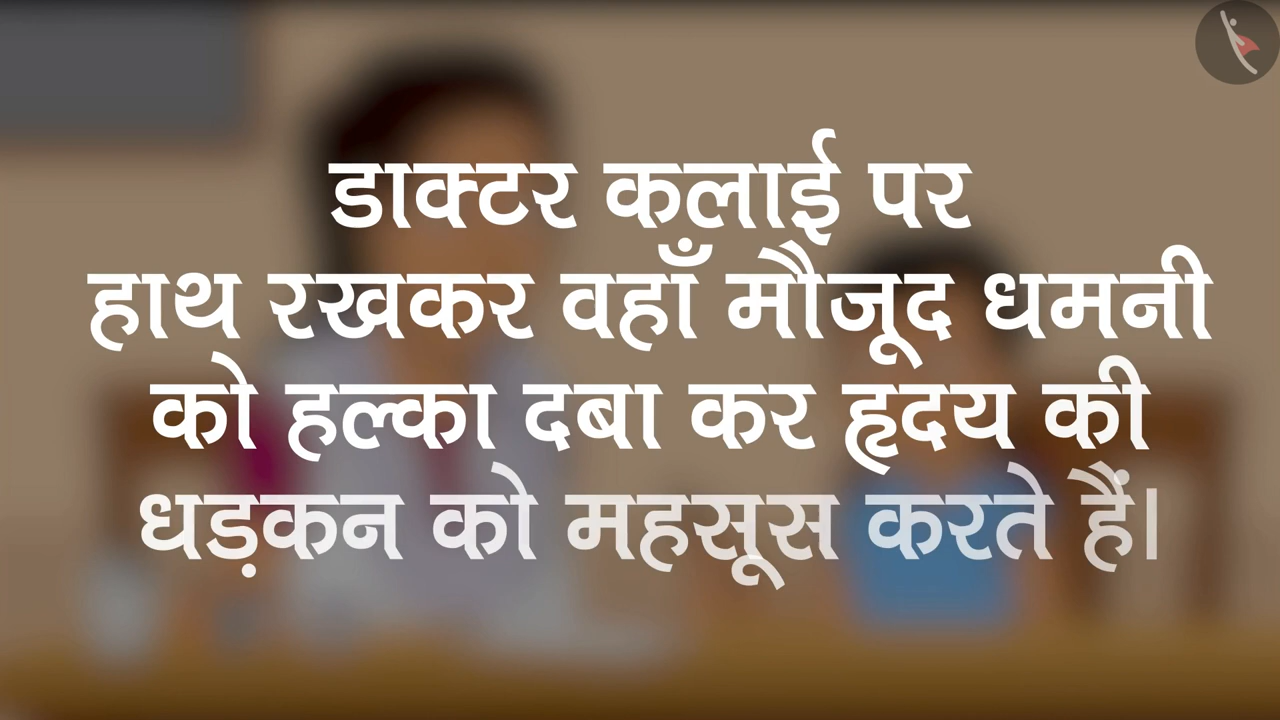 डाक्टर कलाई पर
हाथ रखकर वहाँ मौजूद धमनी
को हल्का दबा कर हृदय की
धड़कन को महसूस करते हैं।